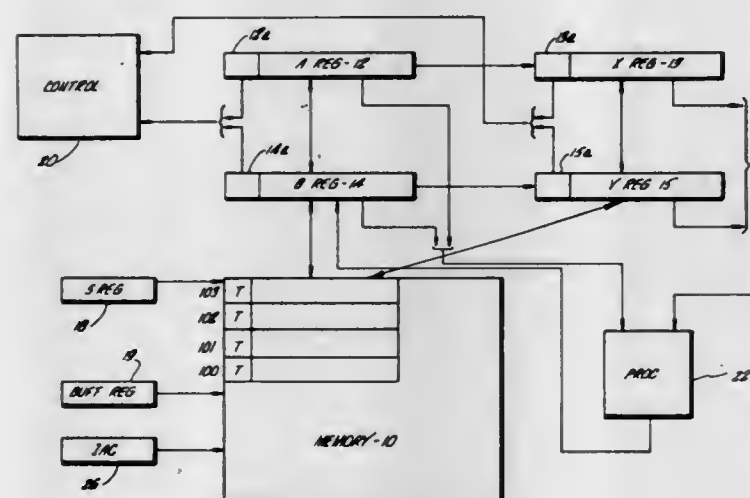 12a
A REG-12
13a
X REG-13
CONTROL
20
14a
B REG-14
15a
Y REG 15
S REG
18
103 T
102 T
101 T
100 T
19
BUFF REG
PROC
22
MEMORY-10
IAC
26